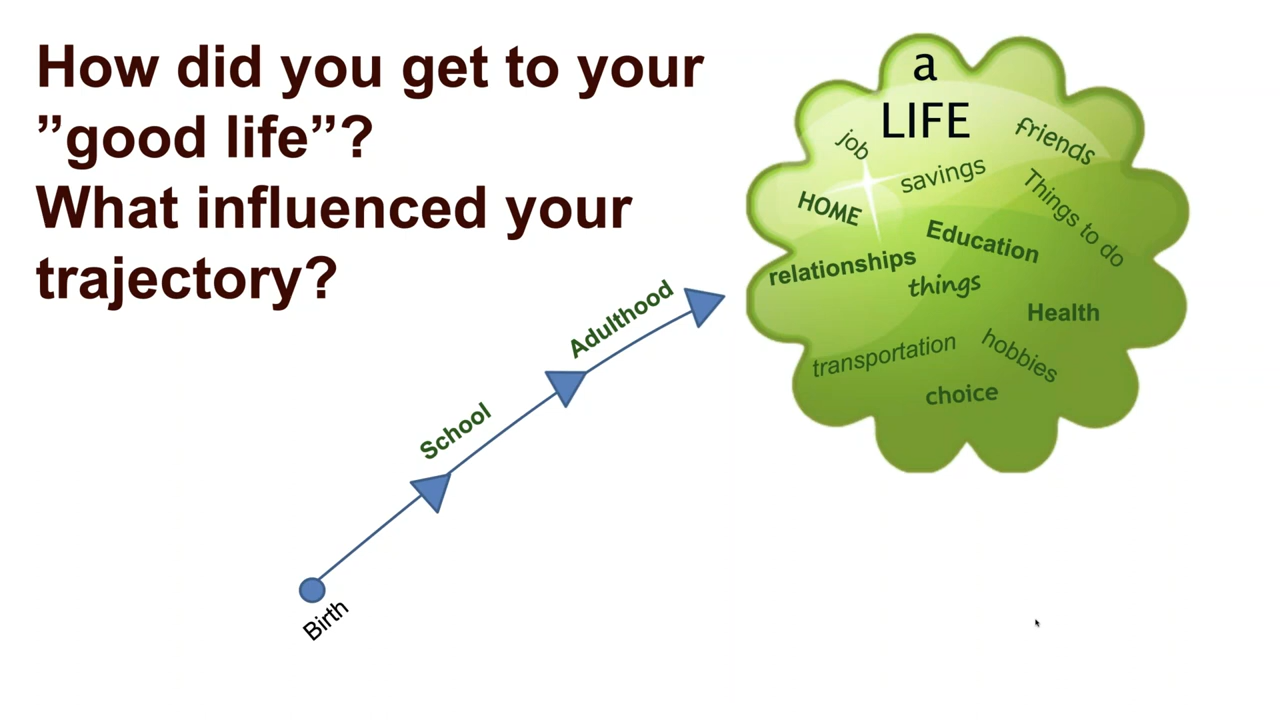 How did you get to your
”good life”?
What influenced your
trajectory?
a
LIFE
job
friends
savings
Things to do
HOME
Education
relationships
things
Health
transportation
hobbies
choice
Adulthood
School
Birth